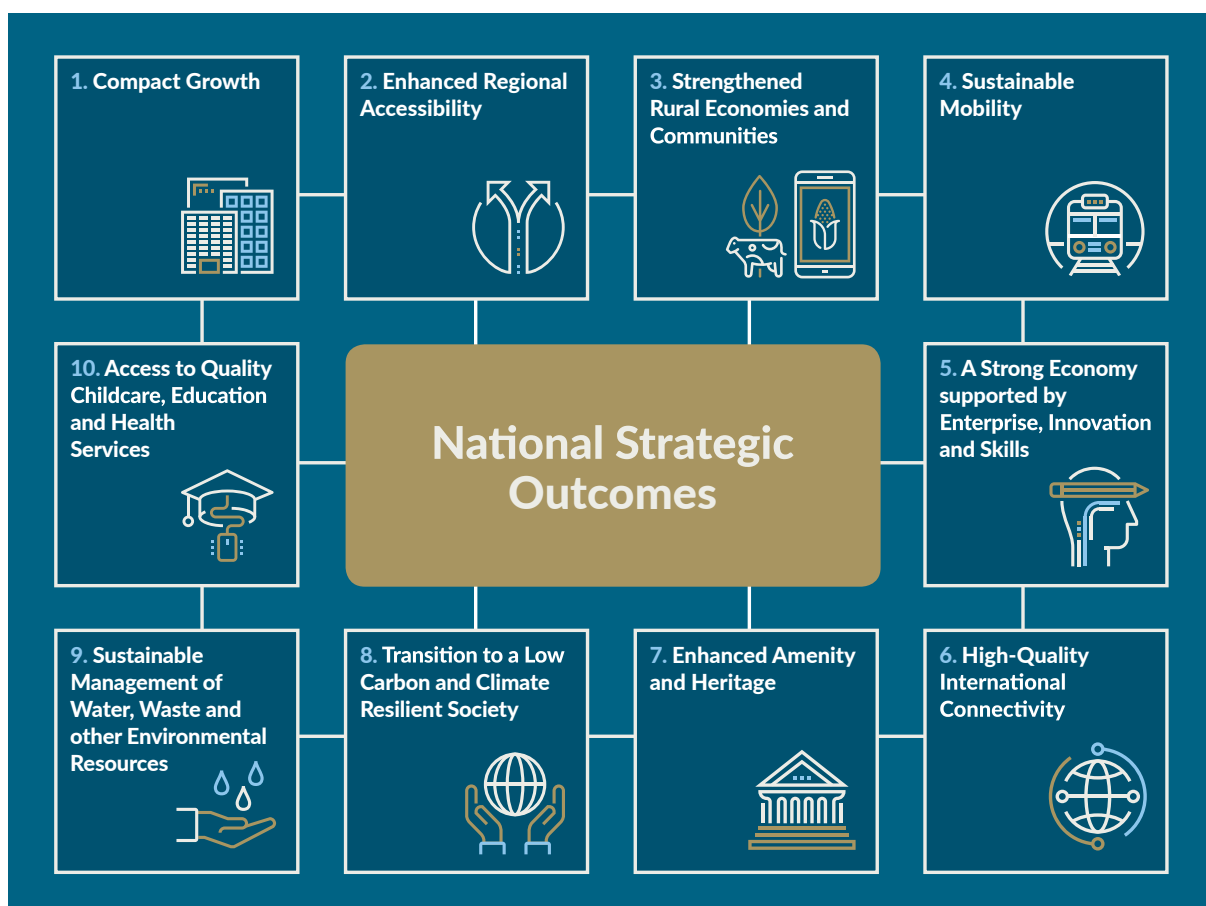 1. Compact Growth
2. Enhanced Regional
Accessibility
3. Strengthened
Rural Economies and
Communities
4. Sustainable
Mobility
10. Access to Quality
Childcare, Education
and Health
Services
National Strategic
Outcomes
5. A Strong Economy
supported by
Enterprise, Innovation
and Skills
9. Sustainable
Management of
Water, Waste and
other Environmental
Resources
8. Transition to a Low
Carbon and Climate
Resilient Society
7. Enhanced Amenity
and Heritage
6. High-Quality
International
Connectivity